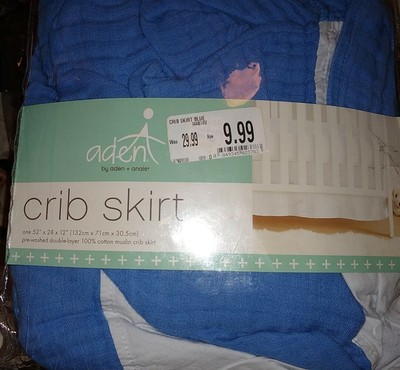 CRIB SKIRT BLUE
Was
29.99
Now
9.99
aden
by aden + anais®
crib skirt
one 52" x 28 x 12" (132cm x 71cm x 30.5cm)
pre-washed double-layer 100% cotton muslin crib skirt